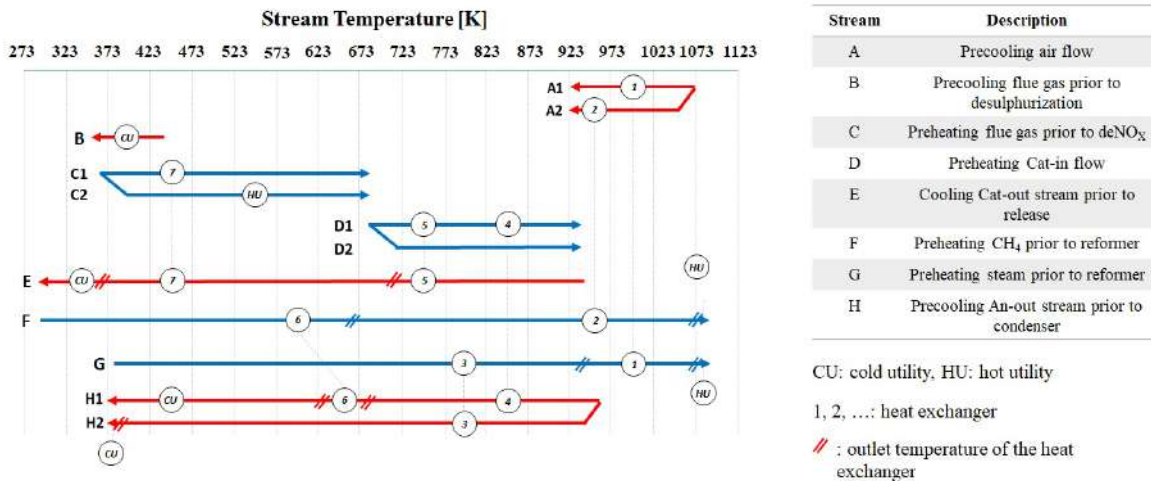 Stream Temperature [K]
273 323 373 423 473 523 573 623 673 723 773 823 873 923 973 1023 1073 1123
A1 1
A2 2
B CU
C1 7
C2 HU
D1 5 4
D2
HU
E CU 7 5
F 6 2
G 3 1
HU
H1 CU 6 4
H2 3
CU
Stream Description
A Precooling air flow
B Precooling flue gas prior to
desulphurization
C Preheating flue gas prior to deNOX
D Preheating Cat-in flow
E Cooling Cat-out stream prior to
release
F Preheating CH4 prior to reformer
G Preheating steam prior to reformer
H Precooling An-out stream prior to
condenser
CU: cold utility, HU: hot utility
1, 2, …: heat exchanger
// : outlet temperature of the heat
exchanger